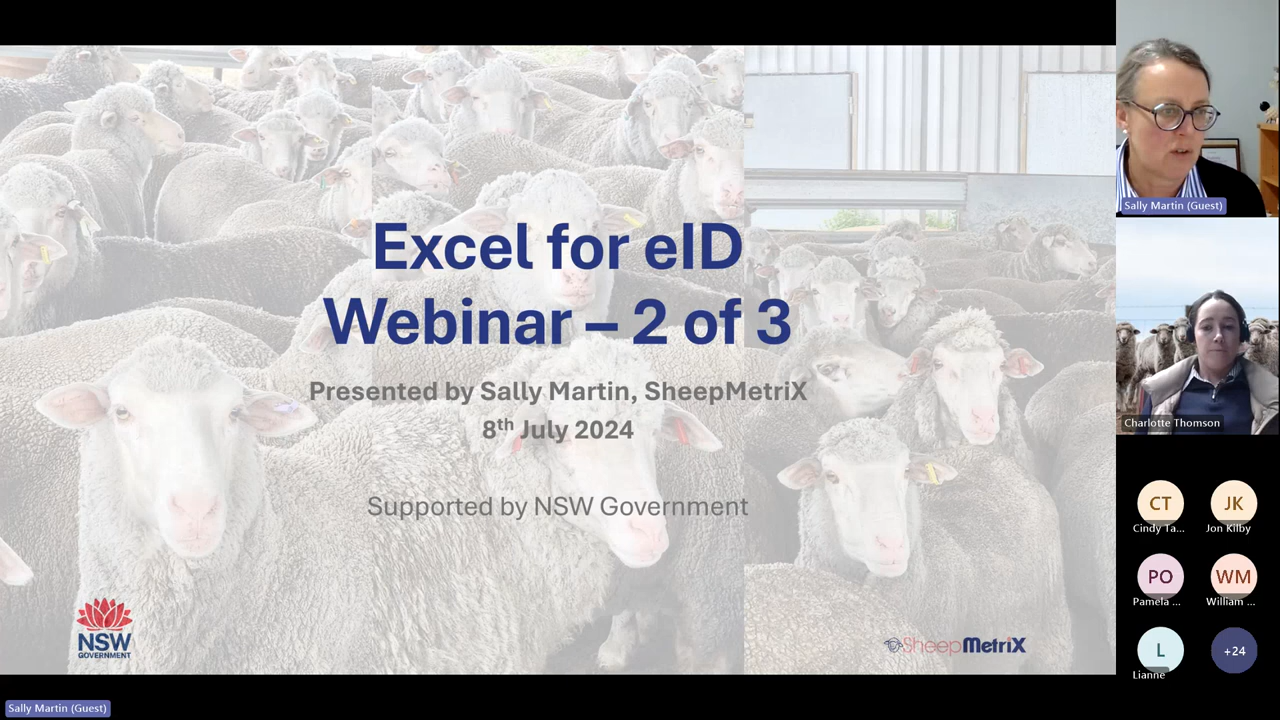 Excel for eID
Webinar – 2 of 3
Presented by Sally Martin, SheepMetriX
8th July 2024
Supported by NSW Government
NSW
GOVERNMENT
SheepMetriX
Sally Martin (Guest)
Sally Martin (Guest)
Charlotte Thomson
CT
JK
Cindy Ta...
Jon Kilby
PO
WM
Pamela ...
William ...
L
+24
Lianne